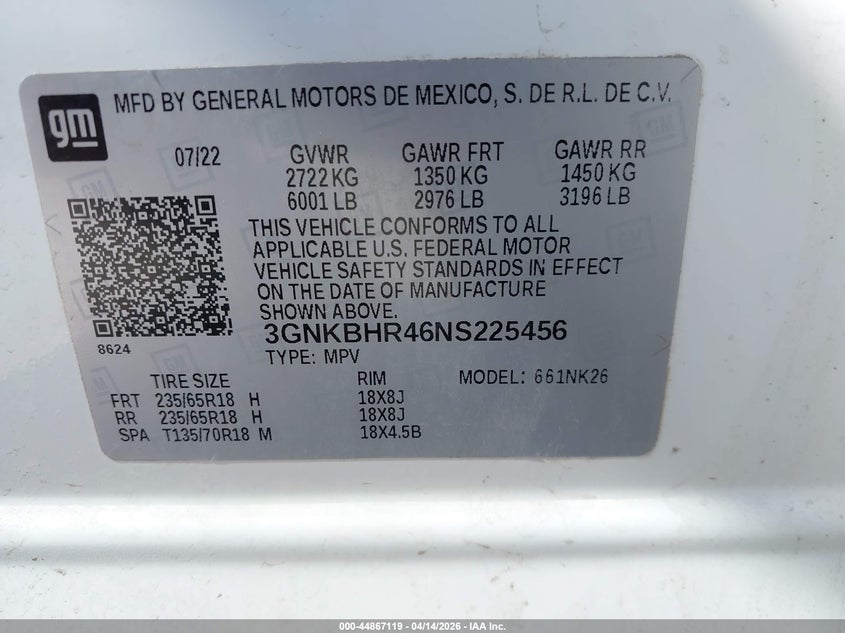 gm
MFD BY GENERAL MOTORS DE MEXICO, S. DE R.L. DE C.V.
07/22 GVWR GAWR FRT GAWR RR
2722 KG 1350 KG 1450 KG
6001 LB 2976 LB 3196 LB
THIS VEHICLE CONFORMS TO ALL
APPLICABLE U.S. FEDERAL MOTOR
VEHICLE SAFETY STANDARDS IN EFFECT
ON THE DATE OF MANUFACTURE
SHOWN ABOVE.
3GNKBHR46NS225456
8624
TYPE: MPV
TIRE SIZE RIM MODEL: 661NK26
FRT 235/65R18 H 18X8J
RR 235/65R18 H 18X8J
SPA T135/70R18 M 18X4.5B
000-44867119 | 04/14/2026 - IAA Inc.